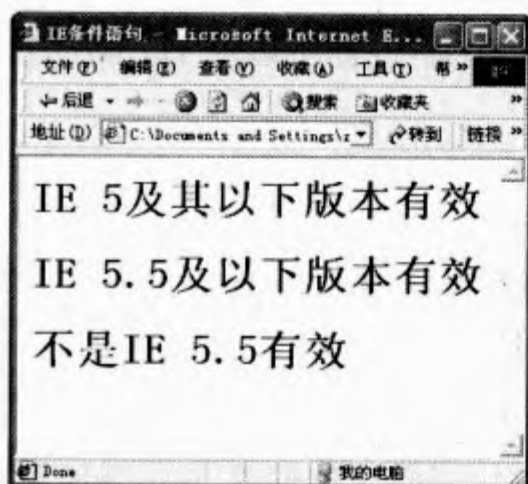 IE条件语句 - Microsoft Internet E...
文件(F) 编辑(E) 查看(V) 收藏(A) 工具(T) 帮 »
后退 搜索 收藏夹 »
地址(D) C:\Documents and Settings\z 转到 链接 »
IE 5及其以下版本有效
IE 5.5及以下版本有效
不是IE 5.5有效
Done 我的电脑